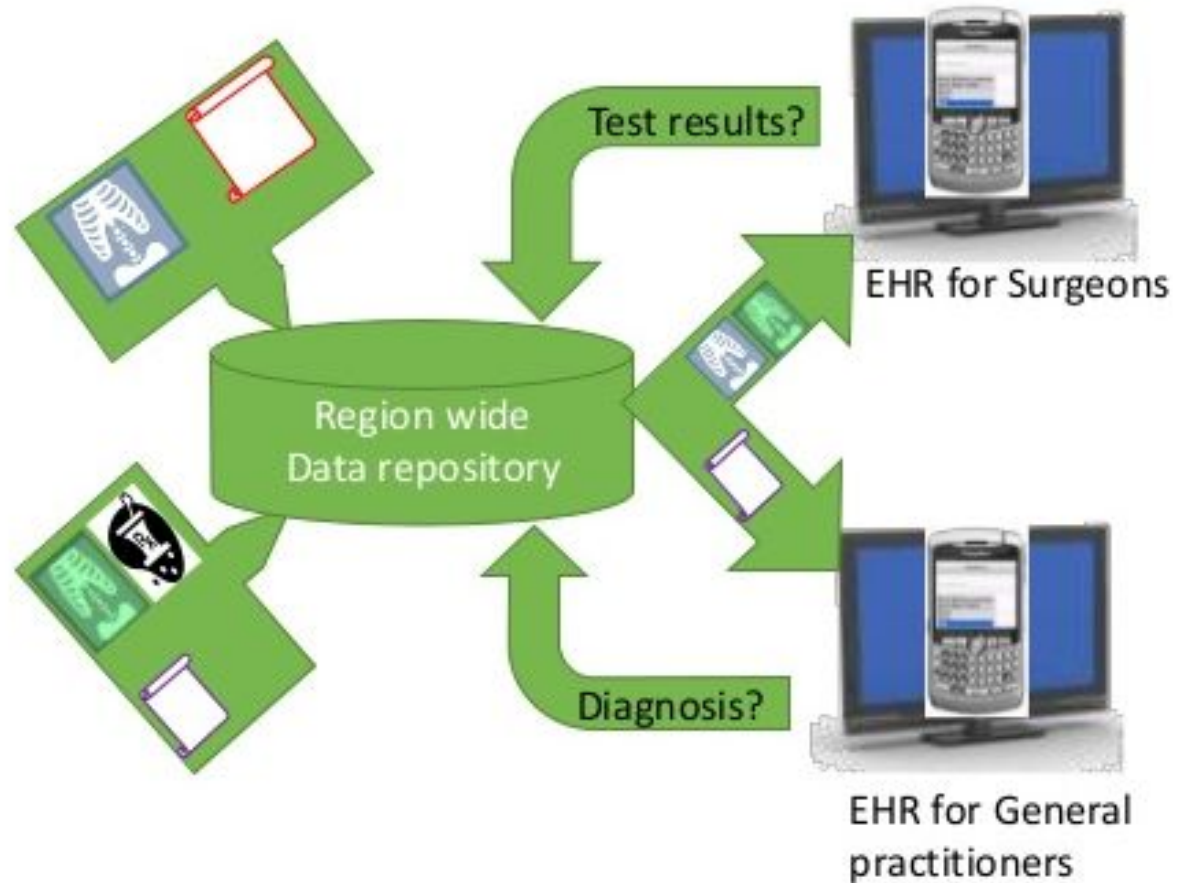 Test results?
EHR for Surgeons
Region wide
Data repository
Diagnosis?
EHR for General
practitioners